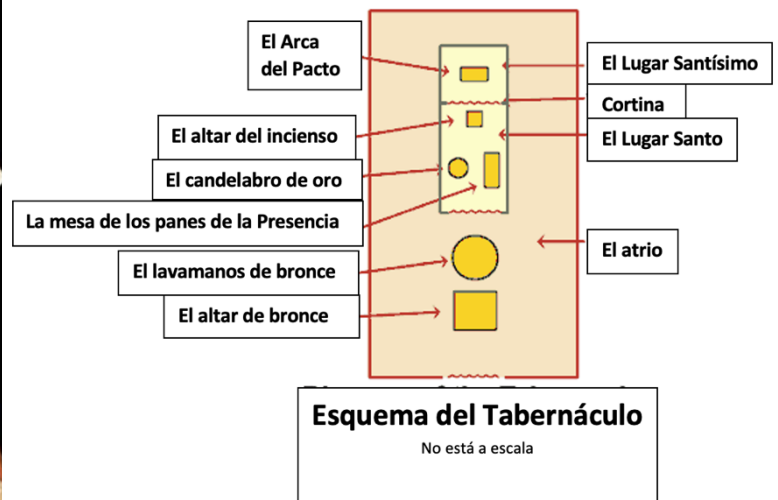 El Arca
del Pacto
El Lugar Santísimo
Cortina
El altar del incienso
El Lugar Santo
El candelabro de oro
La mesa de los panes de la Presencia
El atrio
El lavamanos de bronce
El altar de bronce
Esquema del Tabernáculo
No está a escala